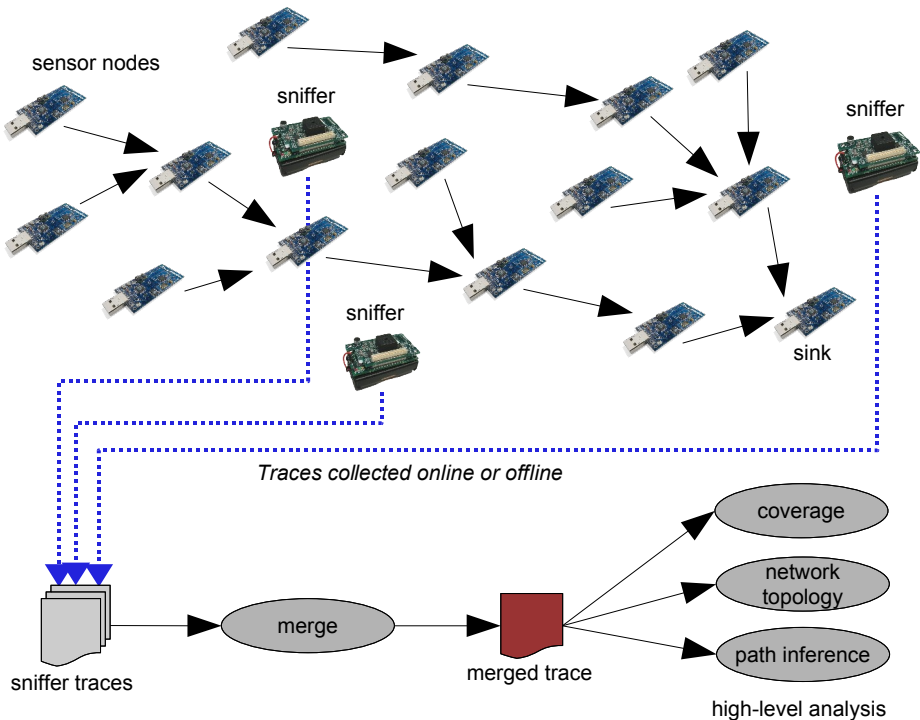 sensor nodes
sniffer
sniffer
sniffer
sink
Traces collected online or offline
coverage
network
topology
merge
path inference
merged trace
sniffer traces
high-level analysis